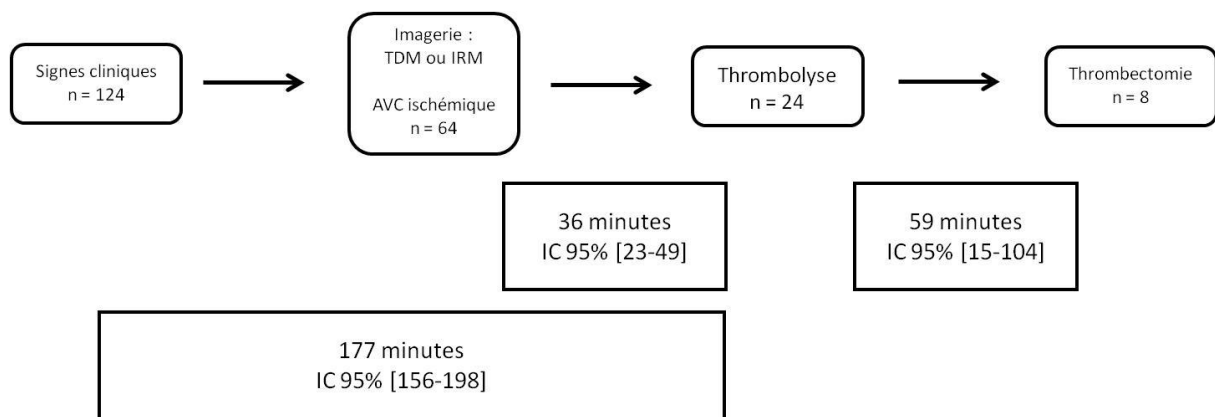 Signes cliniques
n = 124
Imagerie :
TDM ou IRM
AVC ischémique
n = 64
Thrombolyse
n = 24
Thrombectomie
n = 8
36 minutes
IC 95% [23-49]
59 minutes
IC 95% [15-104]
177 minutes
IC 95% [156-198]